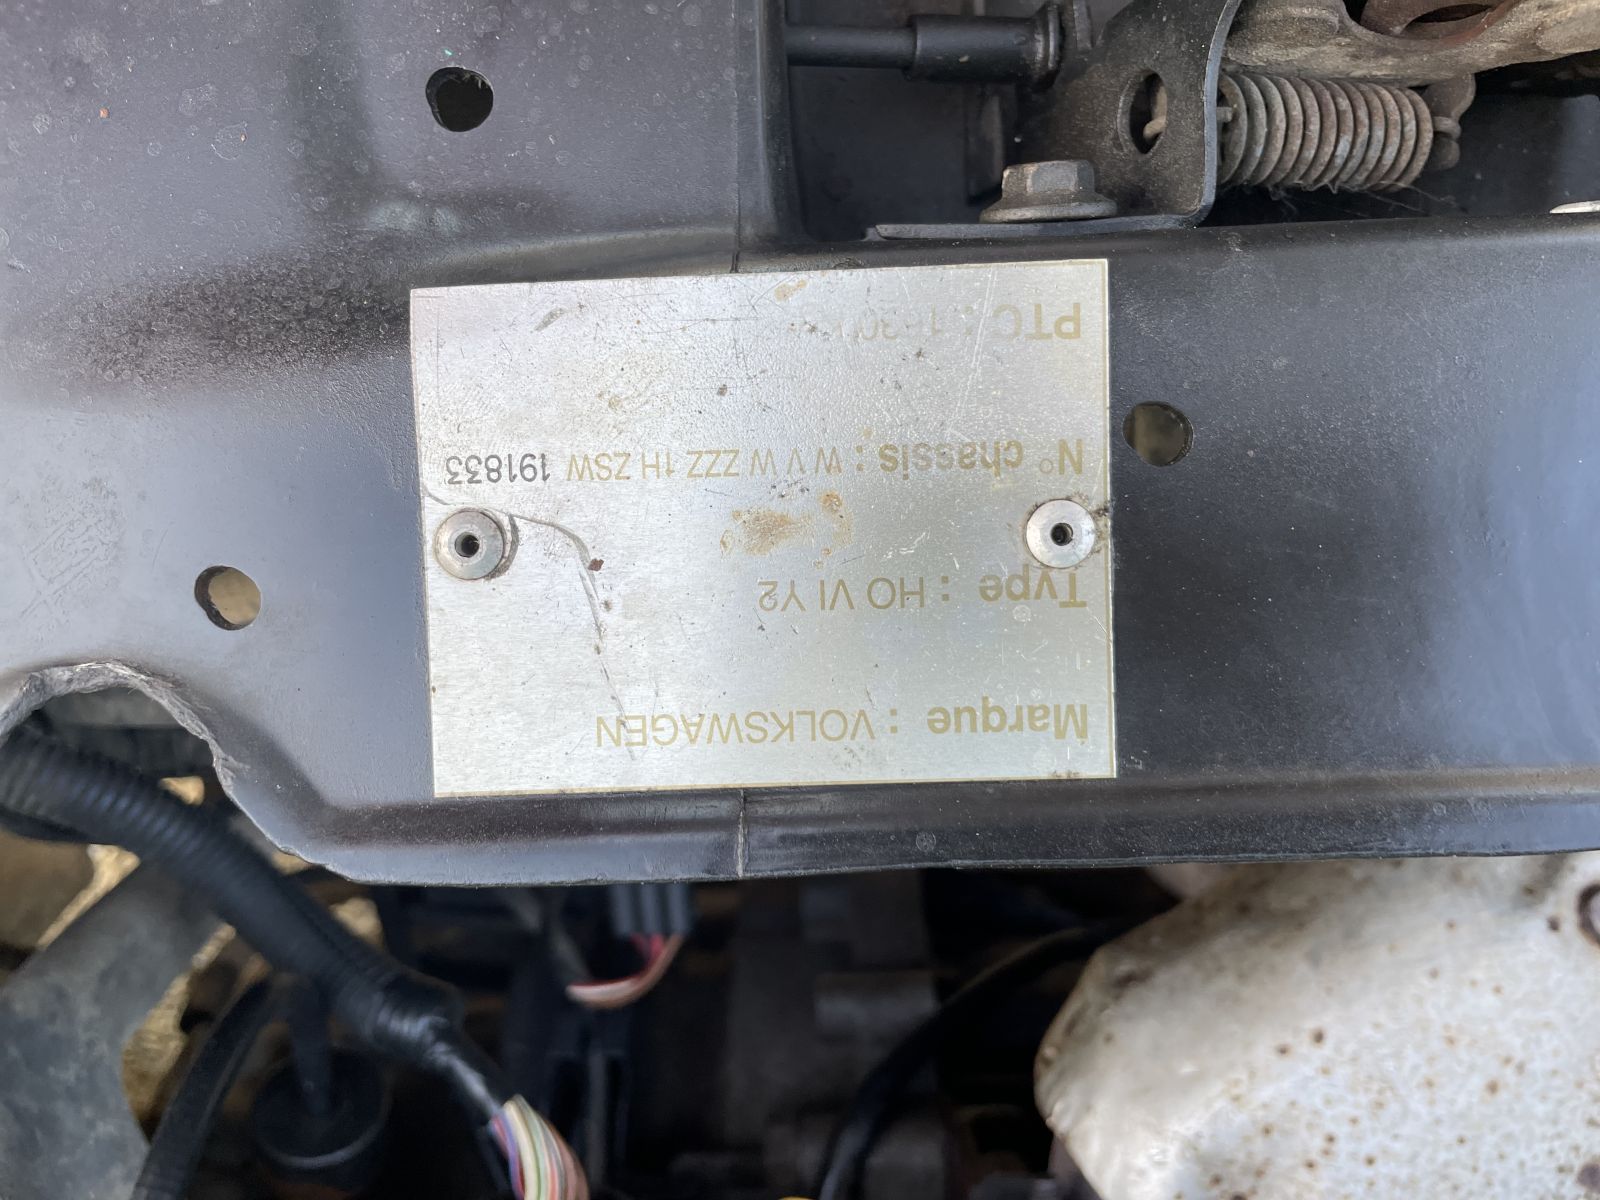 Marque : VOLKSWAGEN
Type : HO VI Y2
N° chassis : W V W ZZZ 1H ZSW 191833
PTC :